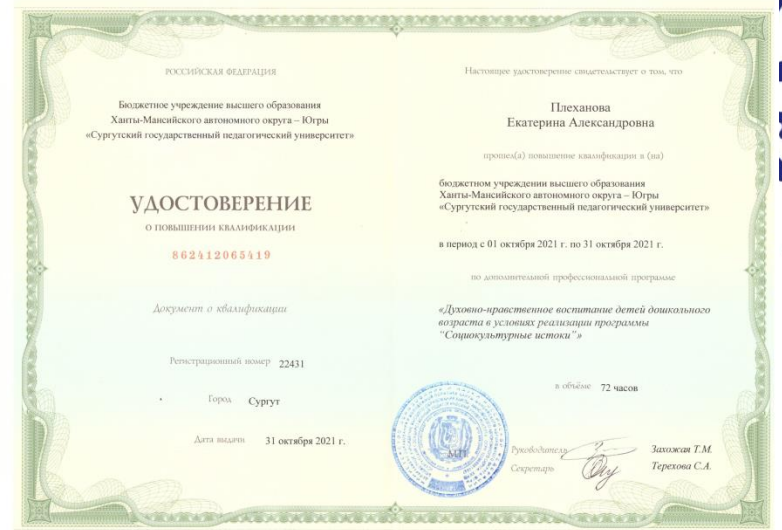 РОССИЙСКАЯ ФЕДЕРАЦИЯ
Бюджетное учреждение высшего образования
Ханты-Мансийского автономного округа – Югры
«Сургутский государственный педагогический университет»
УДОСТОВЕРЕНИЕ
О ПОВЫШЕНИИ КВАЛИФИКАЦИИ
862412065419
Документ о квалификации
Регистрационный номер 22431
Город Сургут
Дата выдачи 31 октября 2021 г.
Настоящее удостоверение свидетельствует о том, что
Плеханова
Екатерина Александровна
прошел(а) повышение квалификации в (на)
бюджетном учреждении высшего образования
Ханты-Мансийского автономного округа – Югры
«Сургутский государственный педагогический университет»
в период с 01 октября 2021 г. по 31 октября 2021 г.
по дополнительной профессиональной программе
«Духовно-нравственное воспитание детей дошкольного
возраста в условиях реализации программы
"Социокультурные истоки"»
в объёме 72 часов
М.П.
Руководитель Захожая Т.М.
Секретарь Терехова С.А.